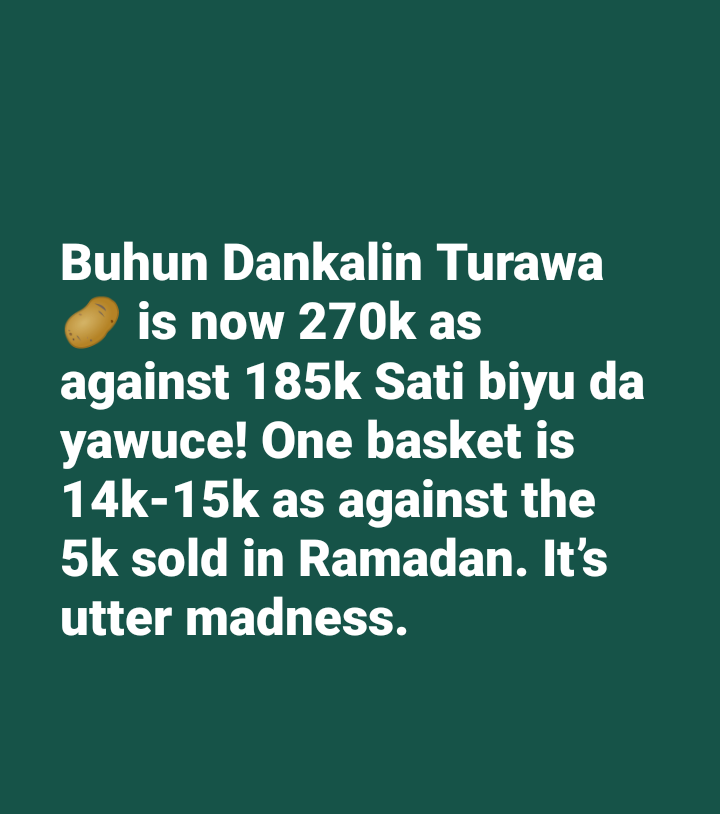 Buhun Dankalin Turawa
🥔 is now 270k as
against 185k Sati biyu da
yawuce! One basket is
14k-15k as against the
5k sold in Ramadan. It’s
utter madness.